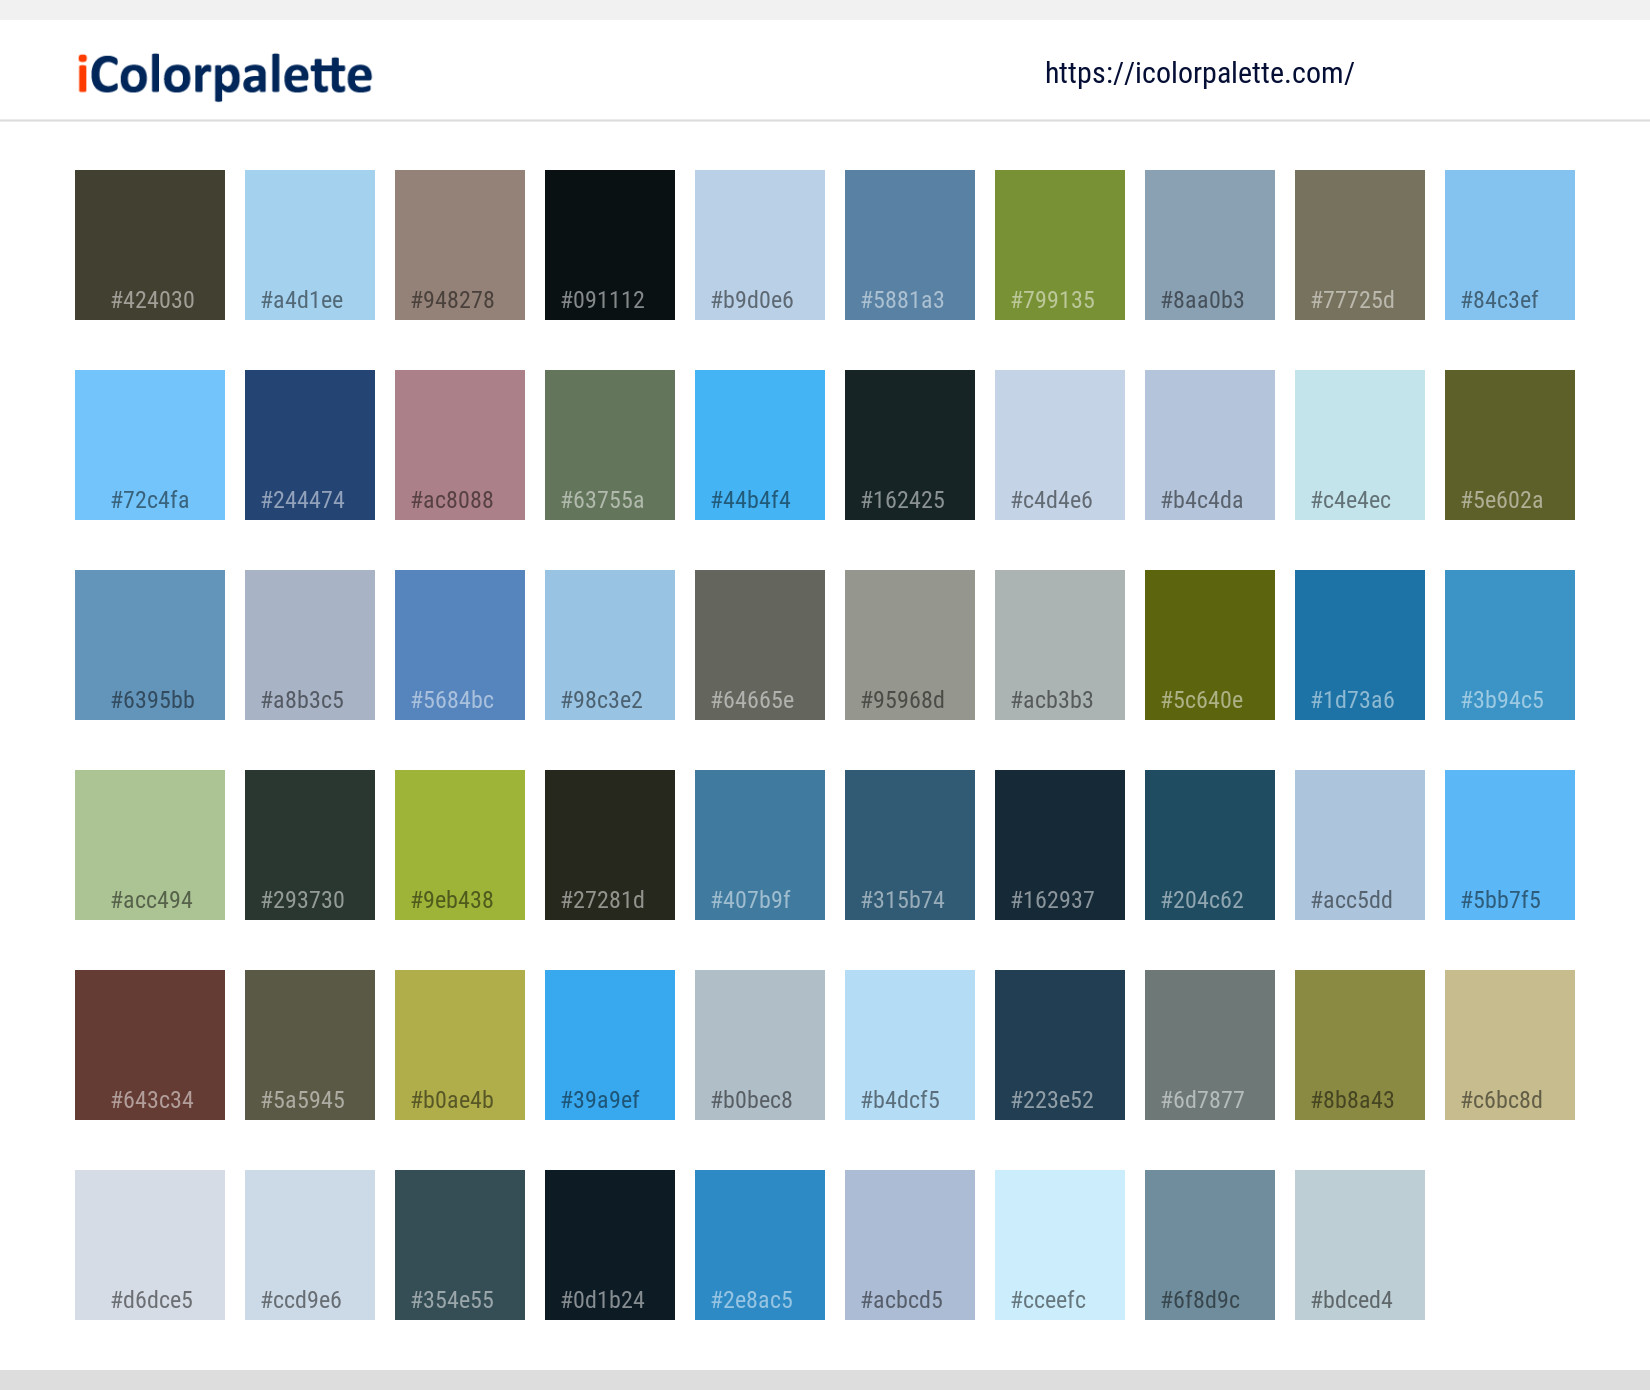 iColorpalette https://icolorpalette.com/
#424030 #a4d1ee #948278 #091112 #b9d0e6 #5881a3 #799135 #8aa0b3 #77725d #84c3ef
#72c4fa #244474 #ac8088 #63755a #44b4f4 #162425 #c4d4e6 #b4c4da #c4e4ec #5e602a
#6395bb #a8b3c5 #5684bc #98c3e2 #64665e #95968d #acb3b3 #5c640e #1d73a6 #3b94c5
#acc494 #293730 #9eb438 #27281d #407b9f #315b74 #162937 #204c62 #acc5dd #5bb7f5
#643c34 #5a5945 #b0ae4b #39a9ef #b0bec8 #b4dcf5 #223e52 #6d7877 #8b8a43 #c6bc8d
#d6dce5 #ccd9e6 #354e55 #0d1b24 #2e8ac5 #acbcd5 #cceefc #6f8d9c #bdced4